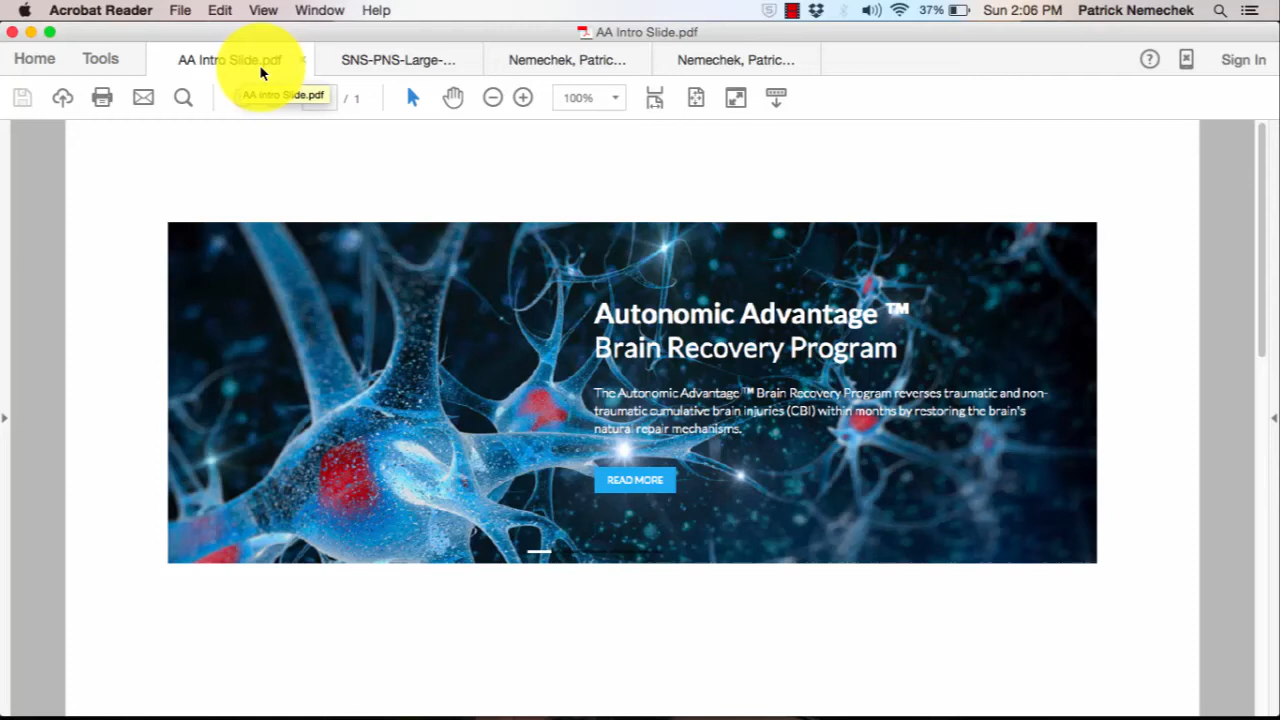 Acrobat Reader File Edit View Window Help 37% Sun 2:06 PM Patrick Nemechek
AA Intro Slide.pdf
Home Tools AA Intro Slide.pdf SNS-PNS-Large-... Nemechek, Patric... Nemechek, Patric... Sign In
AA Intro Slide.pdf / 1 100%
Autonomic Advantage ™
Brain Recovery Program
The Autonomic Advantage ™ Brain Recovery Program reverses traumatic and non-
traumatic cumulative brain injuries (CBI) within months by restoring the brain's
natural repair mechanisms.
READ MORE